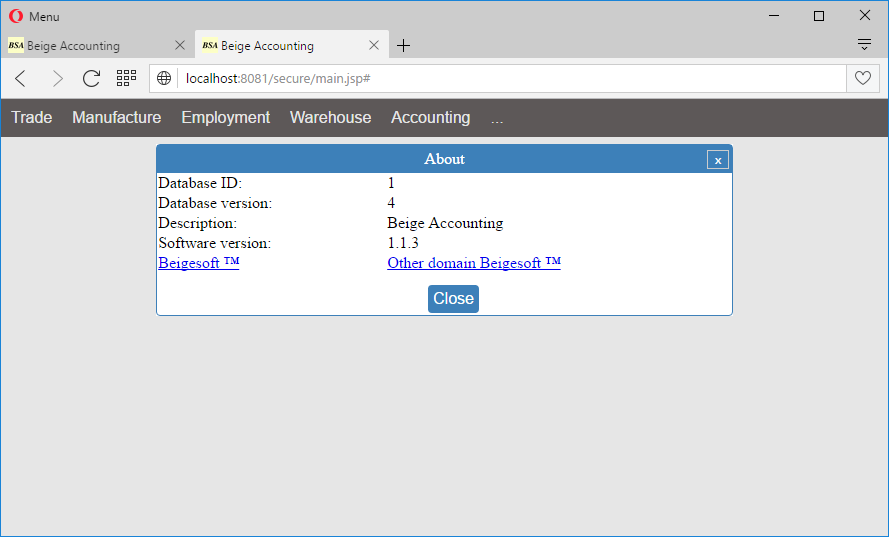 Menu
BSA Beige Accounting
BSA Beige Accounting
localhost:8081/secure/main.jsp#
Trade Manufacture Employment Warehouse Accounting ...
About x
Database ID: 1
Database version: 4
Description: Beige Accounting
Software version: 1.1.3
Beigesoft ™ Other domain Beigesoft ™
Close